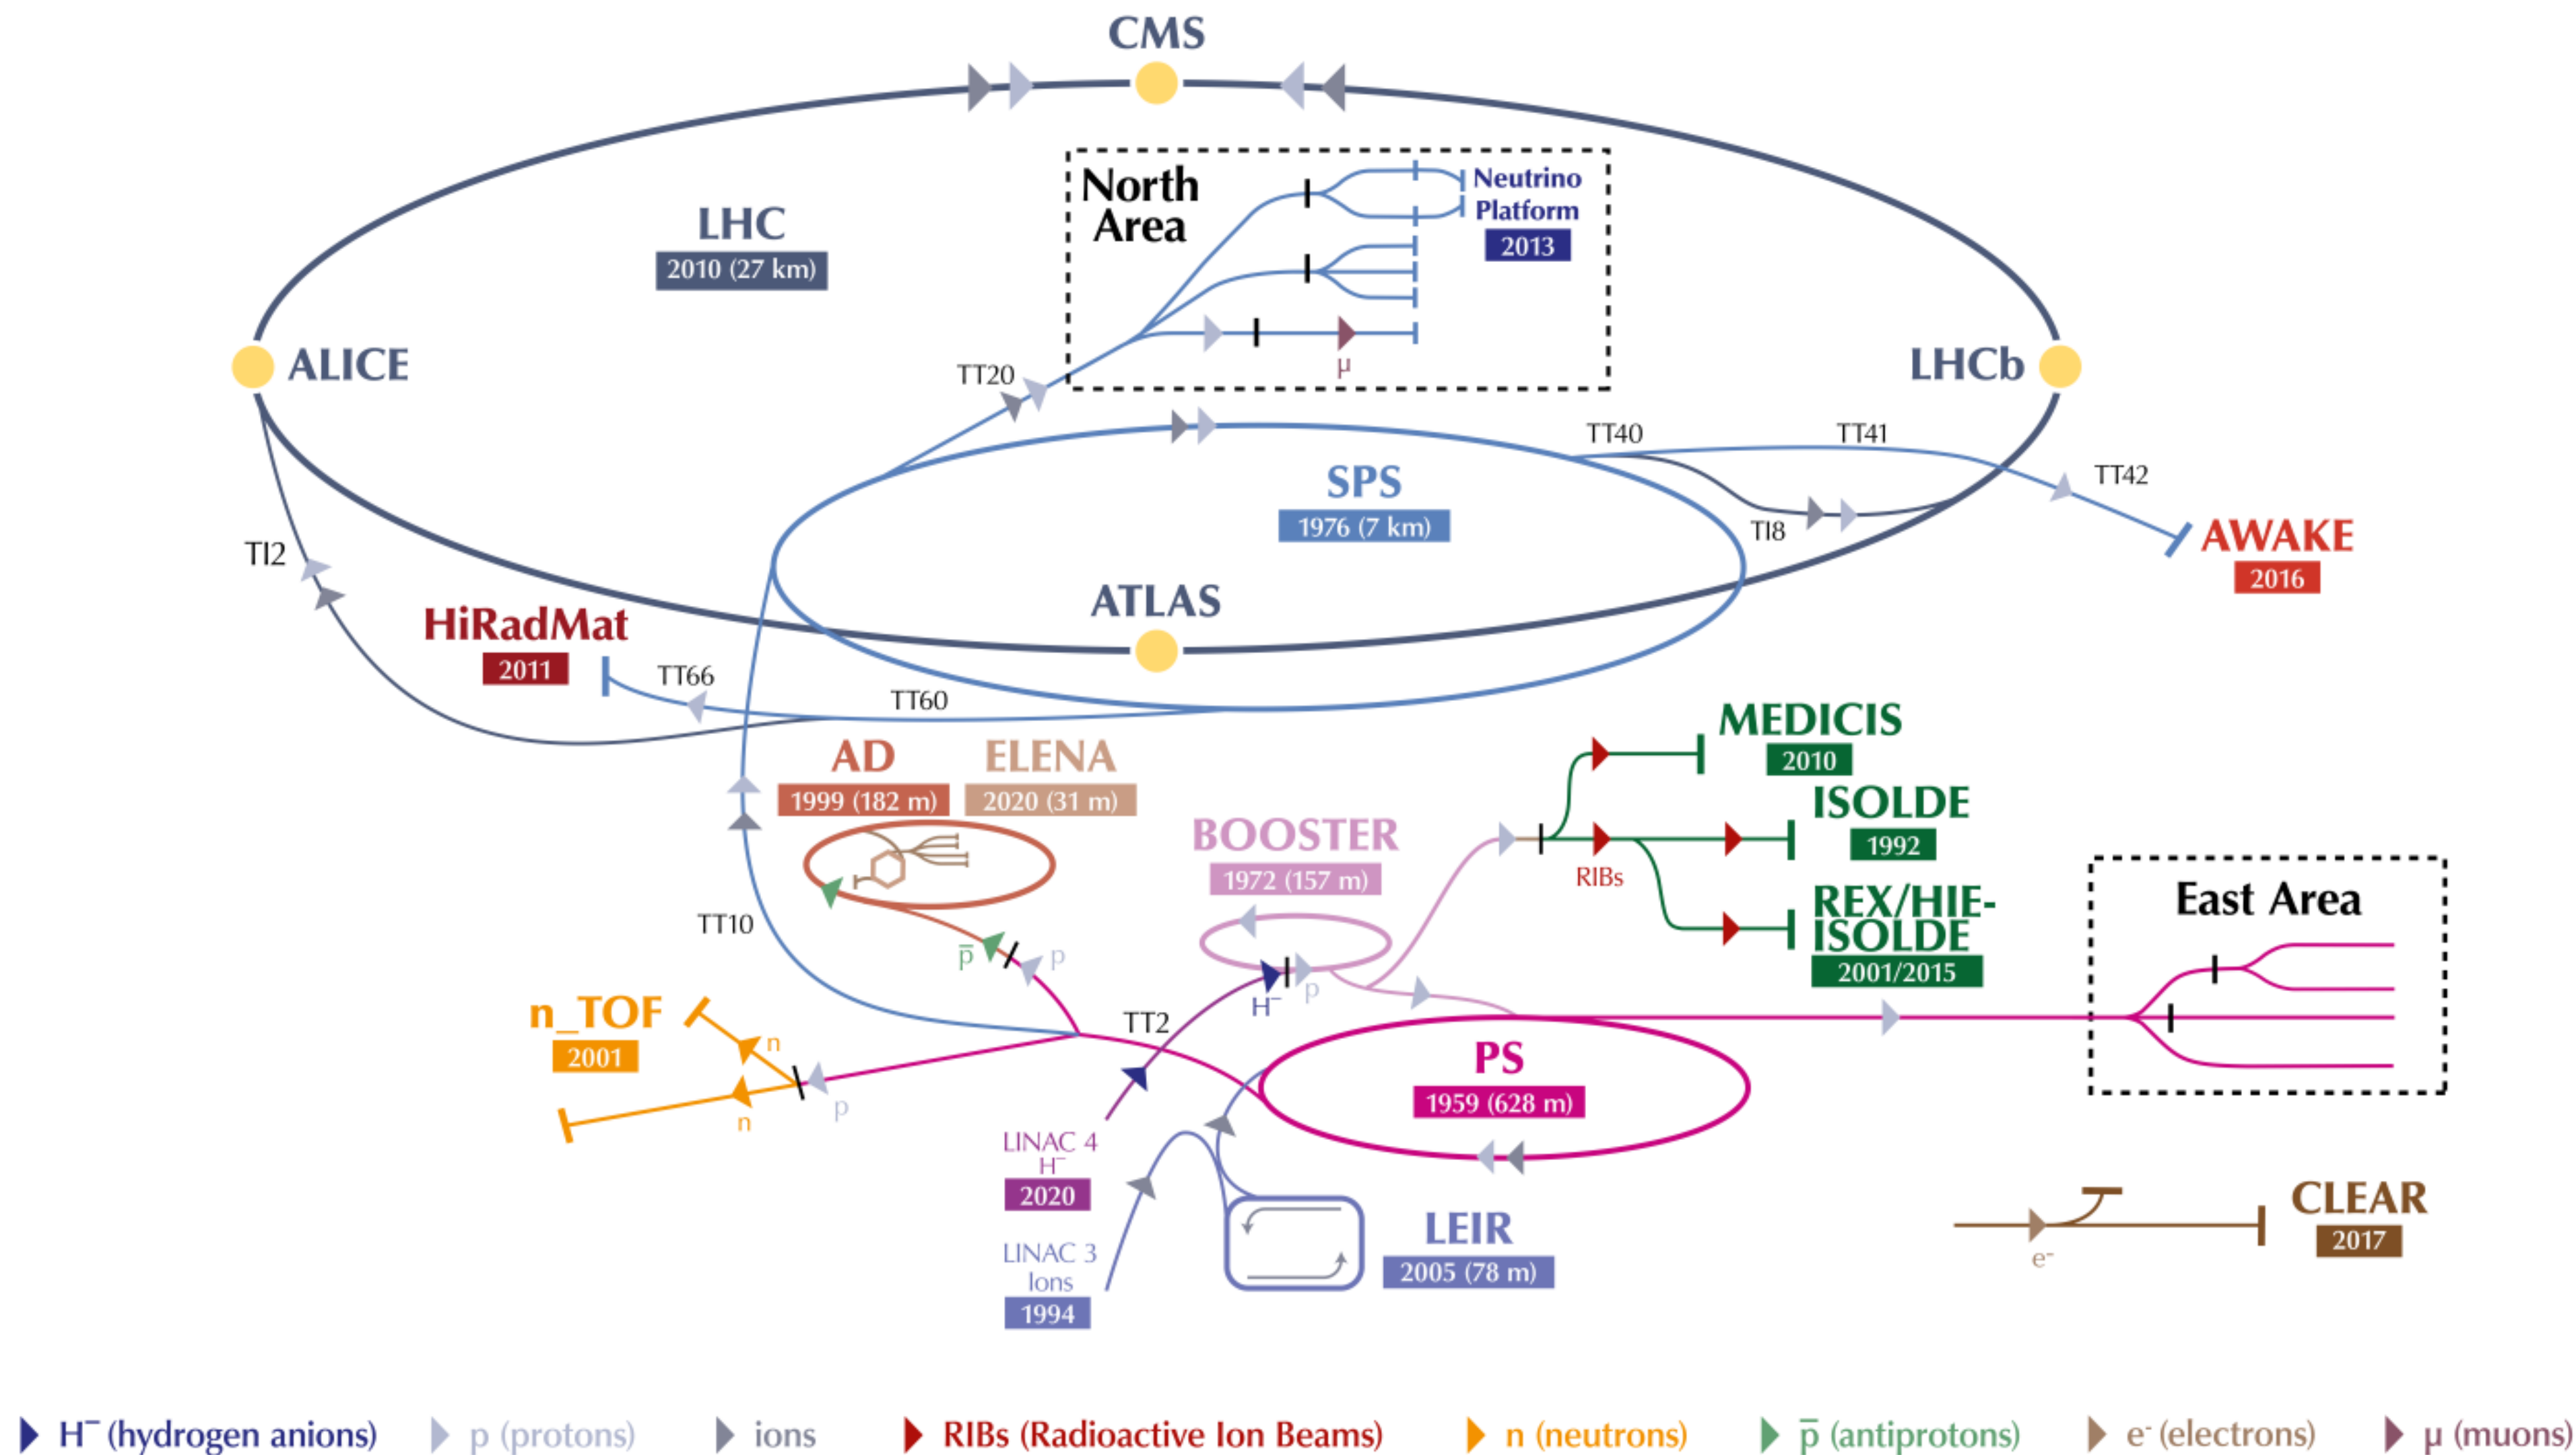 CMS
North
Area
Neutrino
Platform
2013
LHC
2010 (27 km)
μ
ALICE
TT20
LHCb
TT40
TT41
TT42
SPS
1976 (7 km)
TI8
AWAKE
2016
TI2
ATLAS
HiRadMat
2011
TT66
TT60
MEDICIS
2010
AD
1999 (182 m)
ELENA
2020 (31 m)
ISOLDE
1992
BOOSTER
1972 (157 m)
RIBs
REX/HIE-
ISOLDE
2001/2015
East Area
TT10
p̅
p
H⁻
p
n_TOF
2001
n
n
p
TT2
PS
1959 (628 m)
LINAC 4
H⁻
2020
LINAC 3
Ions
1994
LEIR
2005 (78 m)
CLEAR
2017
e⁻
H⁻ (hydrogen anions)
p (protons)
ions
RIBs (Radioactive Ion Beams)
n (neutrons)
p̅ (antiprotons)
e⁻ (electrons)
μ (muons)